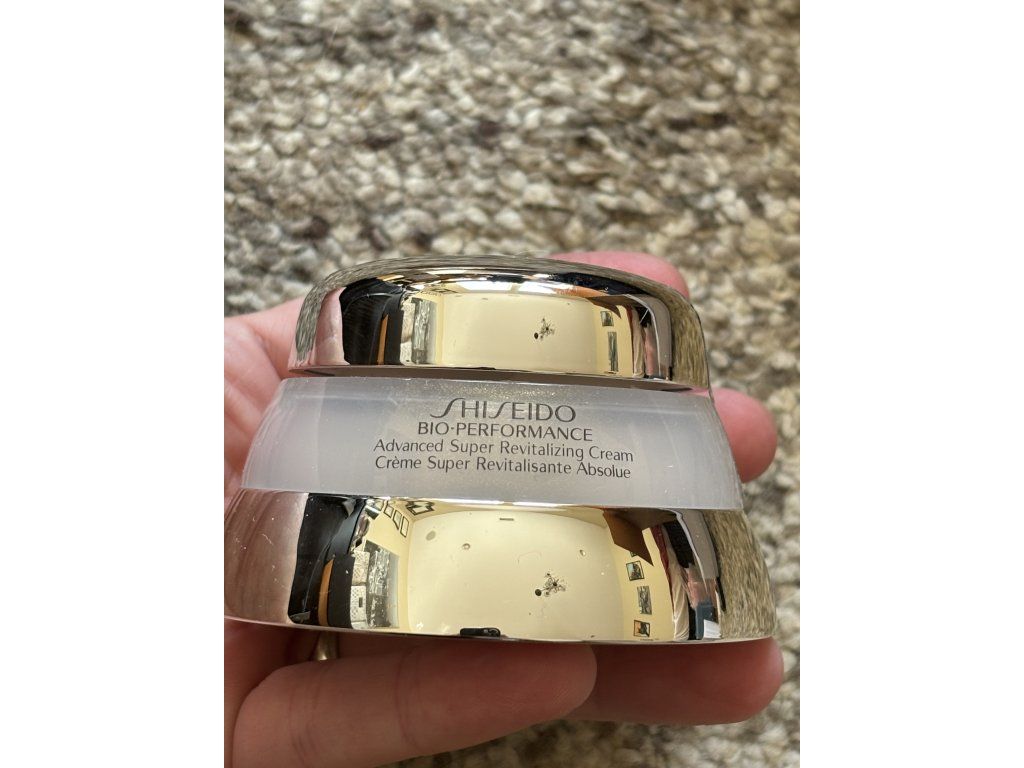 SHISEIDO
BIO-PERFORMANCE
Advanced Super Revitalizing Cream
Crème Super Revitalisante Absolue